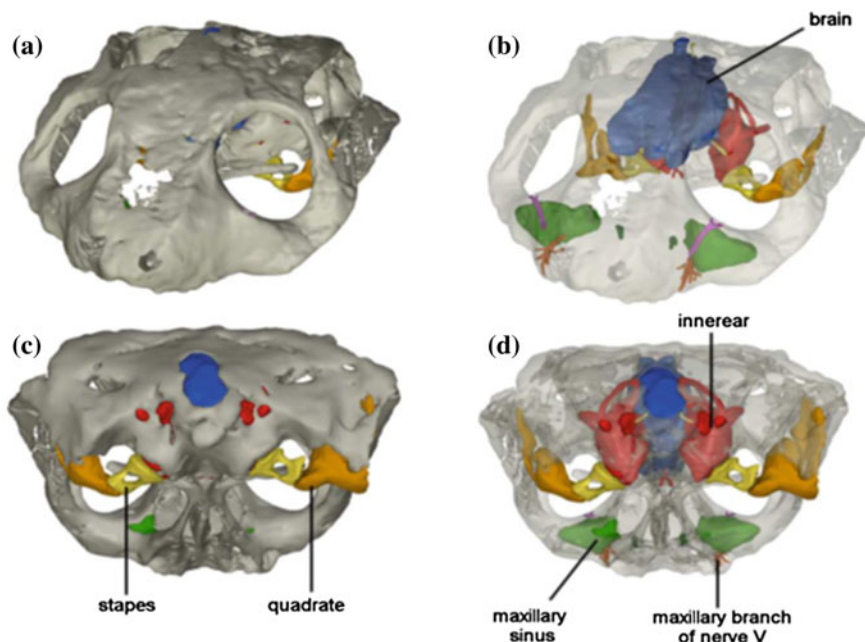 (a)
(b)
brain
(c)
(d)
innerear
stapes
quadrate
maxillary
sinus
maxillary branch
of nerve V